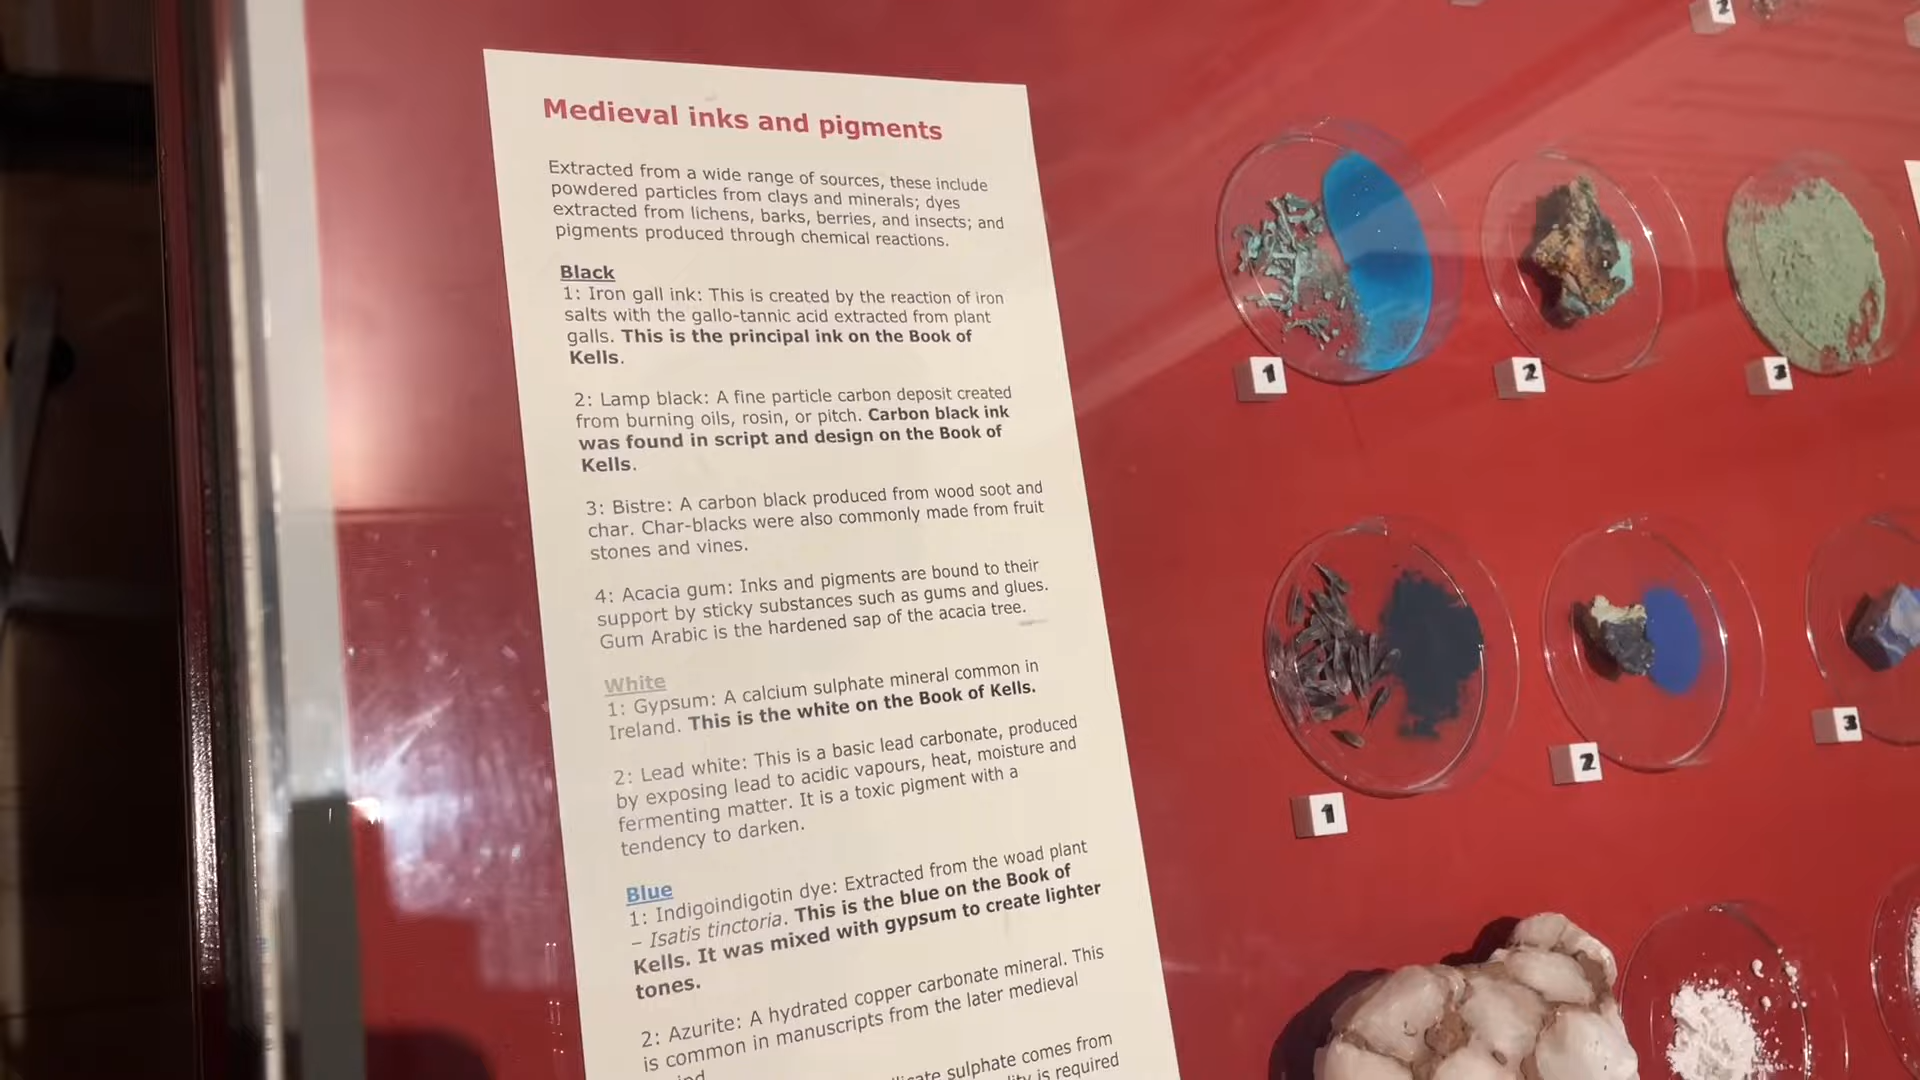 Medieval inks and pigments
Extracted from a wide range of sources, these include
powdered particles from clays and minerals; dyes
extracted from lichens, barks, berries, and insects; and
pigments produced through chemical reactions.
Black
1: Iron gall ink: This is created by the reaction of iron
salts with the gallo-tannic acid extracted from plant
galls. This is the principal ink on the Book of
Kells.
2: Lamp black: A fine particle carbon deposit created
from burning oils, rosin, or pitch. Carbon black ink
was found in script and design on the Book of
Kells.
3: Bistre: A carbon black produced from wood soot and
char. Char-blacks were also commonly made from fruit
stones and vines.
4: Acacia gum: Inks and pigments are bound to their
support by sticky substances such as gums and glues.
Gum Arabic is the hardened sap of the acacia tree.
White
1: Gypsum: A calcium sulphate mineral common in
Ireland. This is the white on the Book of Kells.
2: Lead white: This is a basic lead carbonate, produced
by exposing lead to acidic vapours, heat, moisture and
fermenting matter. It is a toxic pigment with a
tendency to darken.
Blue
1: Indigoindigotin dye: Extracted from the woad plant
– Isatis tinctoria. This is the blue on the Book of
Kells. It was mixed with gypsum to create lighter
tones.
2: Azurite: A hydrated copper carbonate mineral. This
is common in manuscripts from the later medieval
sulphate comes from
is required
2
1
2
3
1
2
3